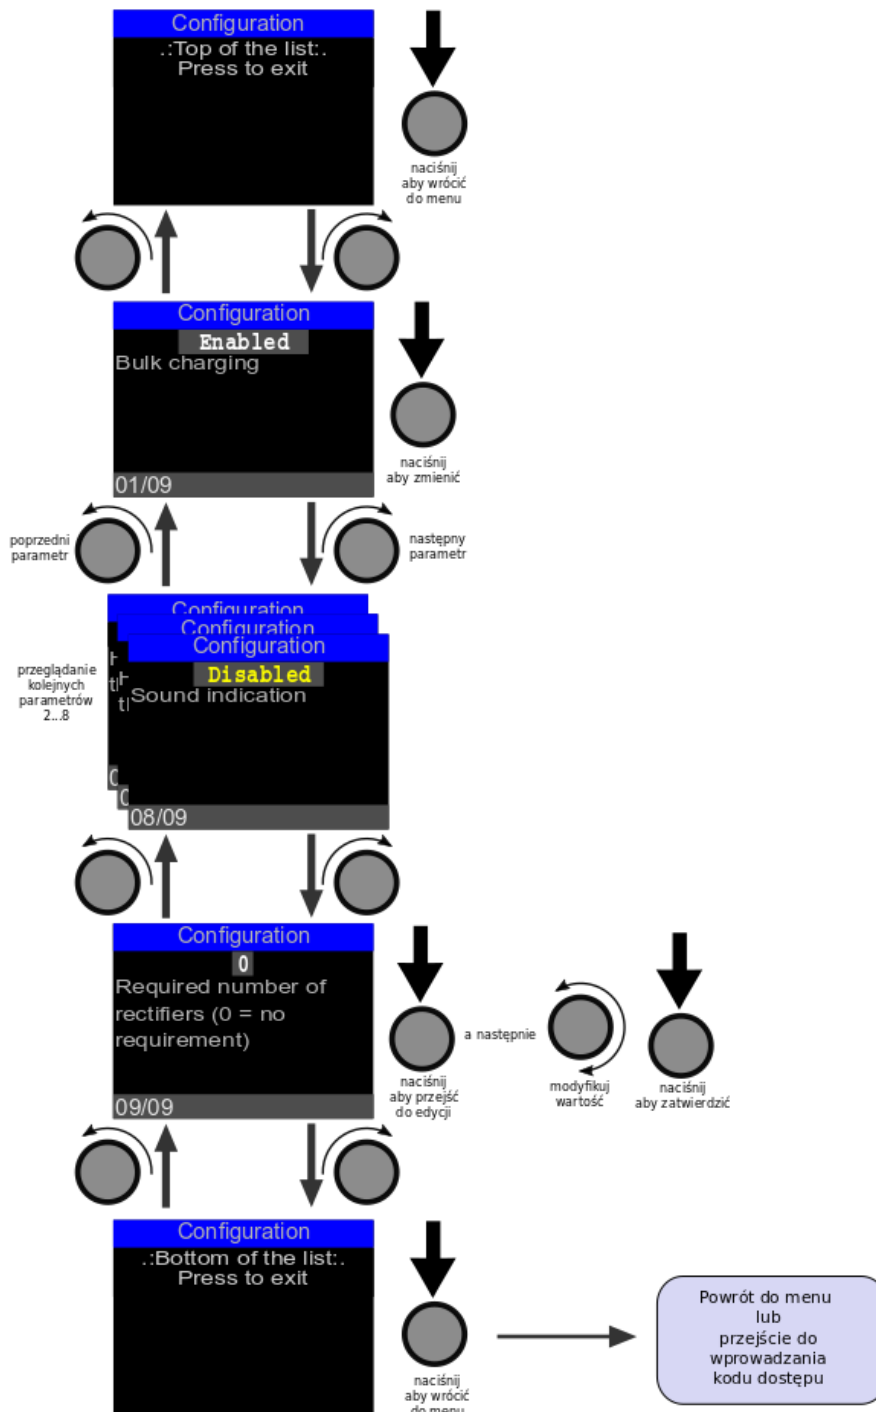 Configuration
.:Top of the list:.
Press to exit
naciśnij
aby wrócić
do menu
Configuration
Enabled
Bulk charging
01/09
naciśnij
aby zmienić
poprzedni
parametr
następny
parametr
Configuration
Configuration
Configuration
Disabled
Sound indication
08/09
przeglądanie
kolejnych
parametrów
2...8
Configuration
0
Required number of
rectifiers (0 = no
requirement)
09/09
naciśnij
aby przejść
do edycji
a następnie
modyfikuj
wartość
naciśnij
aby zatwierdzić
Configuration
.:Bottom of the list:.
Press to exit
naciśnij
aby wrócić
do menu
Powrót do menu
lub
przejście do
wprowadzania
kodu dostępu